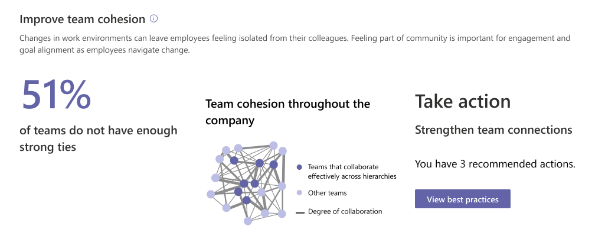 Improve team cohesion
Changes in work environments can leave employees feeling isolated from their colleagues. Feeling part of community is important for engagement and
goal alignment as employees navigate change.
51%
of teams do not have enough
strong ties
Team cohesion throughout the
company
Teams that collaborate
effectively across hierarchies
Other teams
Degree of collaboration
Take action
Strengthen team connections
You have 3 recommended actions.
View best practices